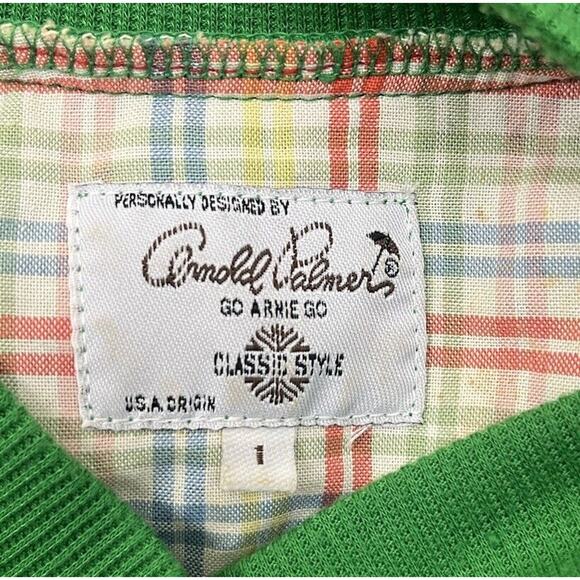 PERSONALLY DESIGNED BY
Arnold Palmer ®
GO ARNIE GO
CLASSIC STYLE
U.S.A. ORIGIN
1